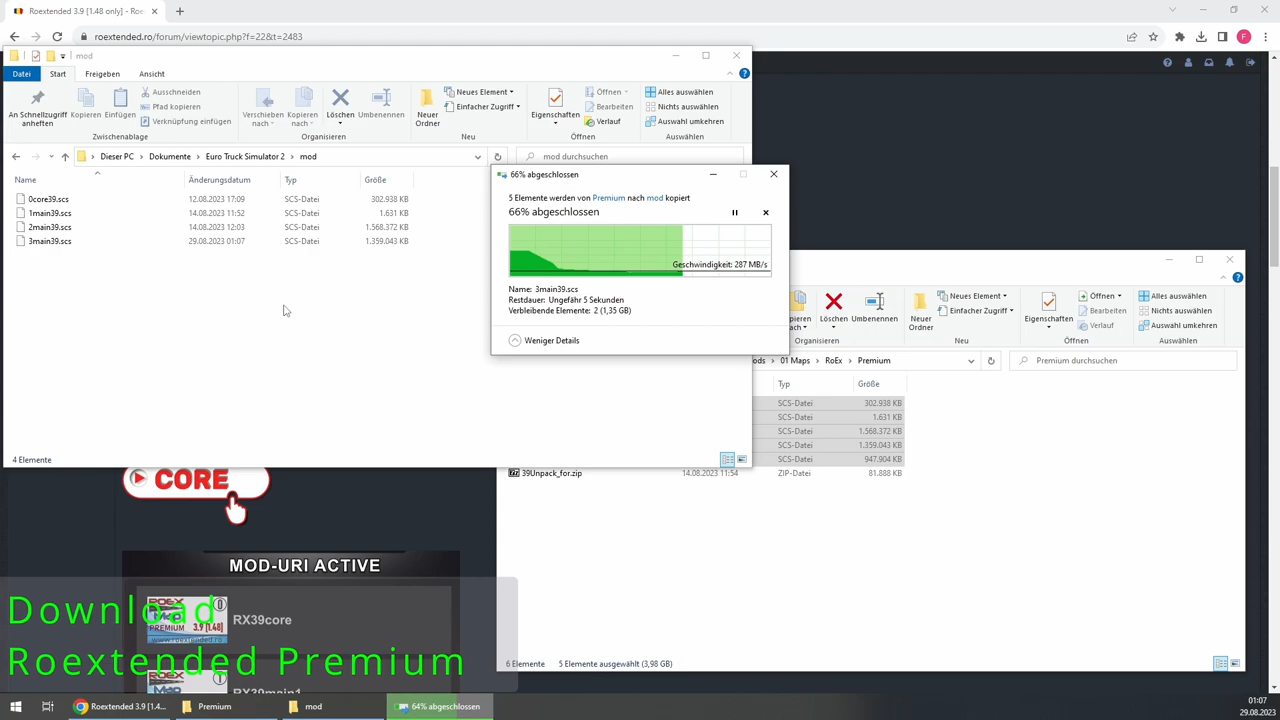 Roextended 3.9 [1.48 only] - Ro
roextended.ro/forum/viewtopic.php?f=22&t=2483
F
mod
Datei
Start
Freigeben
Ansicht
An Schnellzugriff
anheften
Kopieren
Einfügen
Ausschneiden
Pfad kopieren
Verknüpfung einfügen
Zwischenablage
Verschieben
nach
Kopieren
nach
Löschen
Umbenennen
Organisieren
Neuer
Ordner
Neues Element
Einfacher Zugriff
Neu
Eigenschaften
Öffnen
Bearbeiten
Verlauf
Öffnen
Alles auswählen
Nichts auswählen
Auswahl umkehren
Auswählen
Dieser PC
Dokumente
Euro Truck Simulator 2
mod
mod durchsuchen
Name Änderungsdatum Typ Größe
0core39.scs 12.08.2023 17:09 SCS-Datei 302.938 KB
1main39.scs 14.08.2023 11:52 SCS-Datei 1.631 KB
2main39.scs 14.08.2023 12:03 SCS-Datei 1.568.372 KB
3main39.scs 29.08.2023 01:07 SCS-Datei 1.359.043 KB
4 Elemente
66% abgeschlossen
5 Elemente werden von Premium nach mod kopiert
66% abgeschlossen
Geschwindigkeit: 287 MB/s
Name: 3main39.scs
Restdauer: Ungefähr 5 Sekunden
Verbleibende Elemente: 2 (1,35 GB)
Weniger Details
Löschen
Umbenennen
Organisieren
Neuer
Ordner
Neues Element
Einfacher Zugriff
Neu
Eigenschaften
Öffnen
Bearbeiten
Verlauf
Öffnen
Alles auswählen
Nichts auswählen
Auswahl umkehren
Auswählen
01 Maps
RoEx
Premium
Premium durchsuchen
Typ Größe
SCS-Datei 302.938 KB
SCS-Datei 1.631 KB
SCS-Datei 1.568.372 KB
SCS-Datei 1.359.043 KB
SCS-Datei 947.904 KB
39Unpack_for.zip 14.08.2023 11:54 ZIP-Datei 81.888 KB
6 Elemente 5 Elemente ausgewählt (3,98 GB)
CORE
MOD-URI ACTIVE
RX39core
PREMIUM 3.9 [1.48]
www.roextended.ro
RX39main1
Download
Roextended Premium
Roextended 3.9 [1.4...
Premium
mod
64% abgeschlossen
01:07
29.08.2023